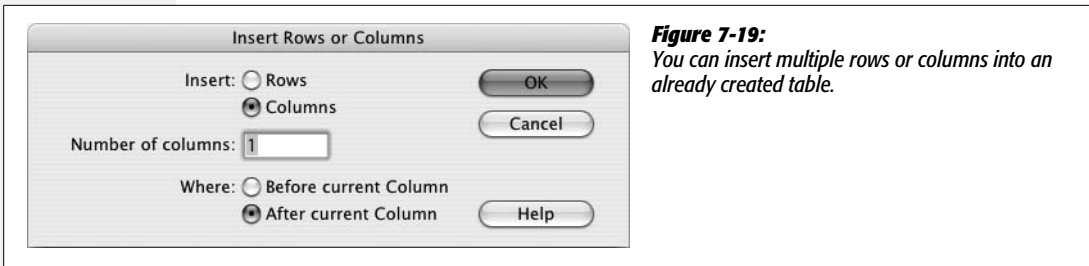 Insert Rows or Columns
Insert: Rows
Columns
Number of columns: 1
Where: Before current Column
After current Column
OK
Cancel
Help
Figure 7-19:
You can insert multiple rows or columns into an
already created table.